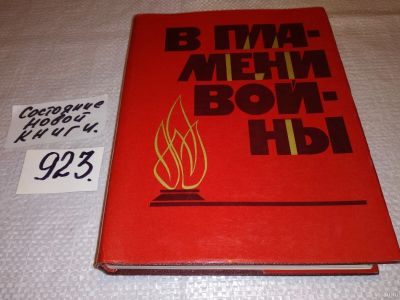 В ПЛА-
МЕНИ
ВОЙ-
НЫ
Состояние
новой
книги.
923.